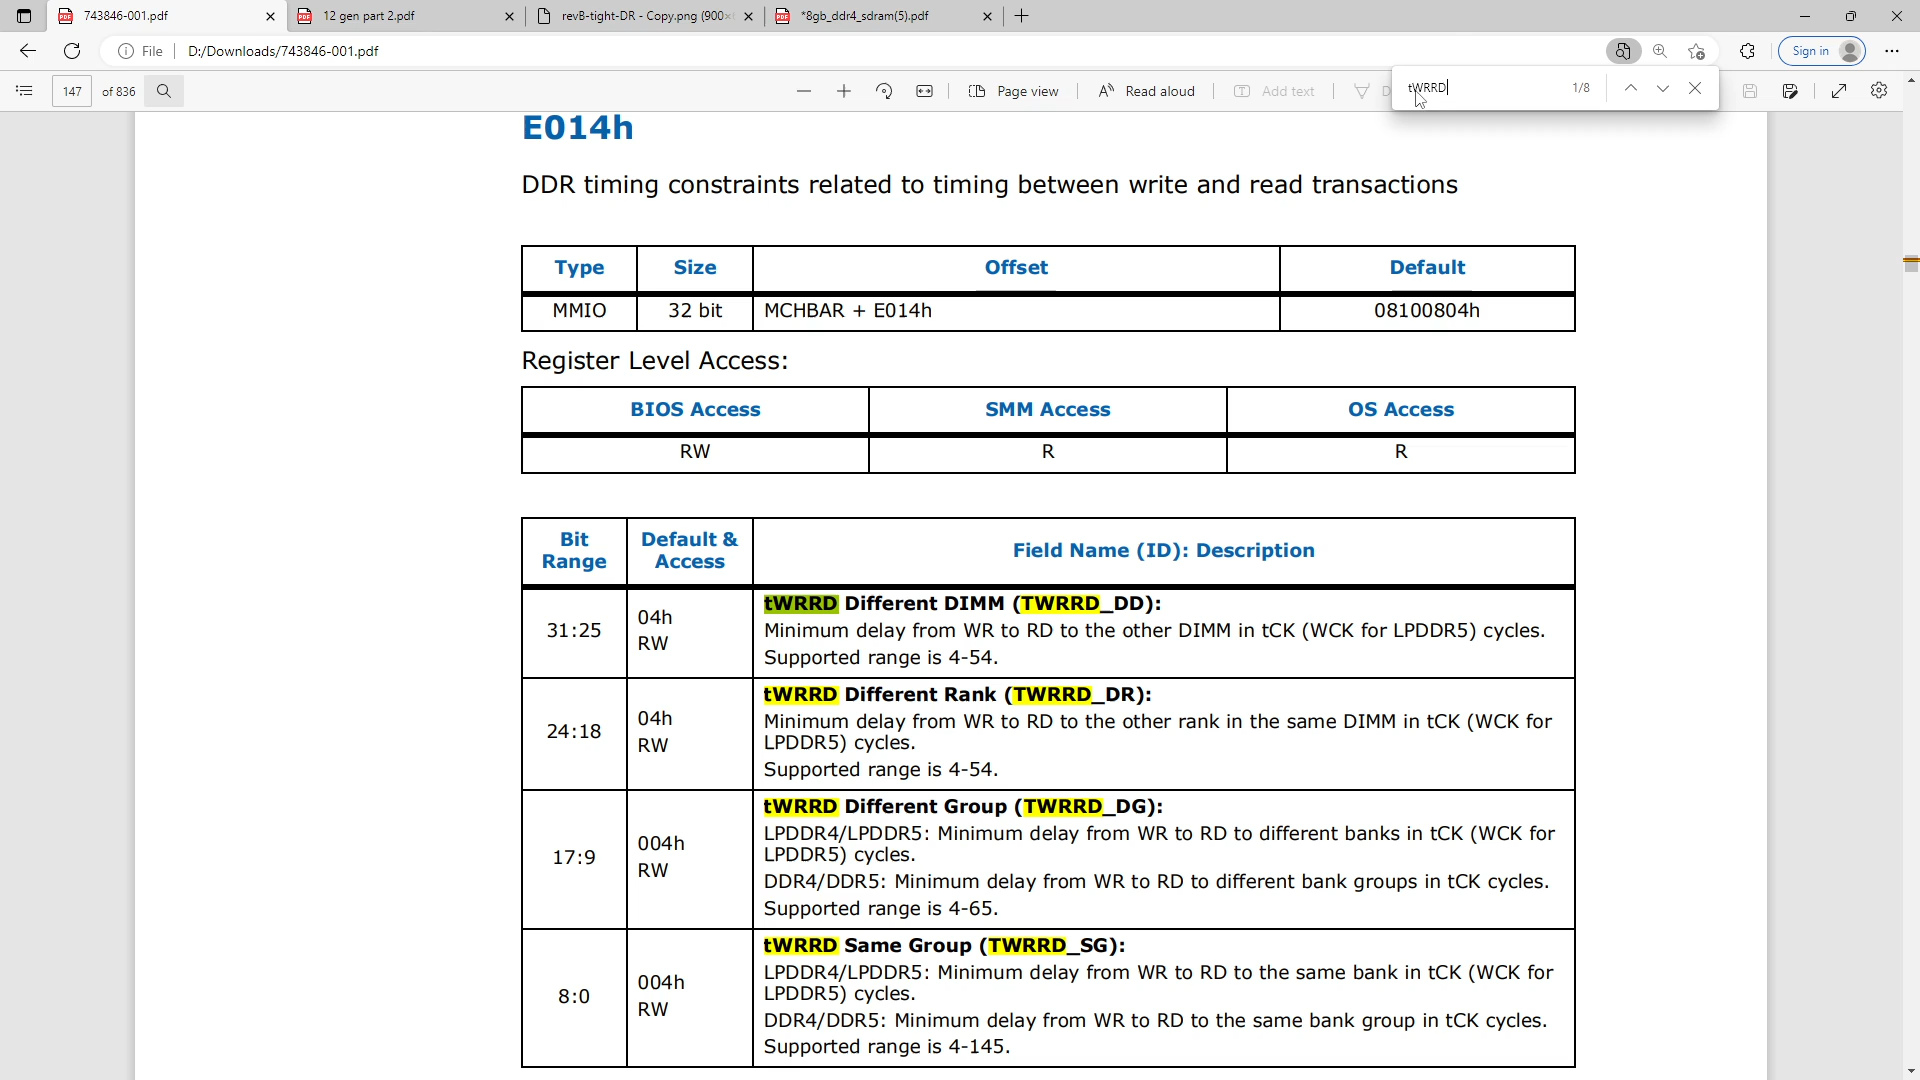 743846-001.pdf
12 gen part 2.pdf
revB-tight-DR - Copy.png (900×
*8gb_ddr4_sdram(5).pdf
File
D:/Downloads/743846-001.pdf
Sign in
147 of 836
Page view
Read aloud
Add text
D
tWRRD
1/8
E014h
DDR timing constraints related to timing between write and read transactions
Type Size Offset Default
MMIO 32 bit MCHBAR + E014h 08100804h
Register Level Access:
BIOS Access SMM Access OS Access
RW R R
Bit Range Default & Access Field Name (ID): Description
31:25
04h
RW
tWRRD Different DIMM (TWRRD_DD):
Minimum delay from WR to RD to the other DIMM in tCK (WCK for LPDDR5) cycles.
Supported range is 4-54.
24:18
04h
RW
tWRRD Different Rank (TWRRD_DR):
Minimum delay from WR to RD to the other rank in the same DIMM in tCK (WCK for
LPDDR5) cycles.
Supported range is 4-54.
17:9
004h
RW
tWRRD Different Group (TWRRD_DG):
LPDDR4/LPDDR5: Minimum delay from WR to RD to different banks in tCK (WCK for
LPDDR5) cycles.
DDR4/DDR5: Minimum delay from WR to RD to different bank groups in tCK cycles.
Supported range is 4-65.
8:0
004h
RW
tWRRD Same Group (TWRRD_SG):
LPDDR4/LPDDR5: Minimum delay from WR to RD to the same bank in tCK (WCK for
LPDDR5) cycles.
DDR4/DDR5: Minimum delay from WR to RD to the same bank group in tCK cycles.
Supported range is 4-145.